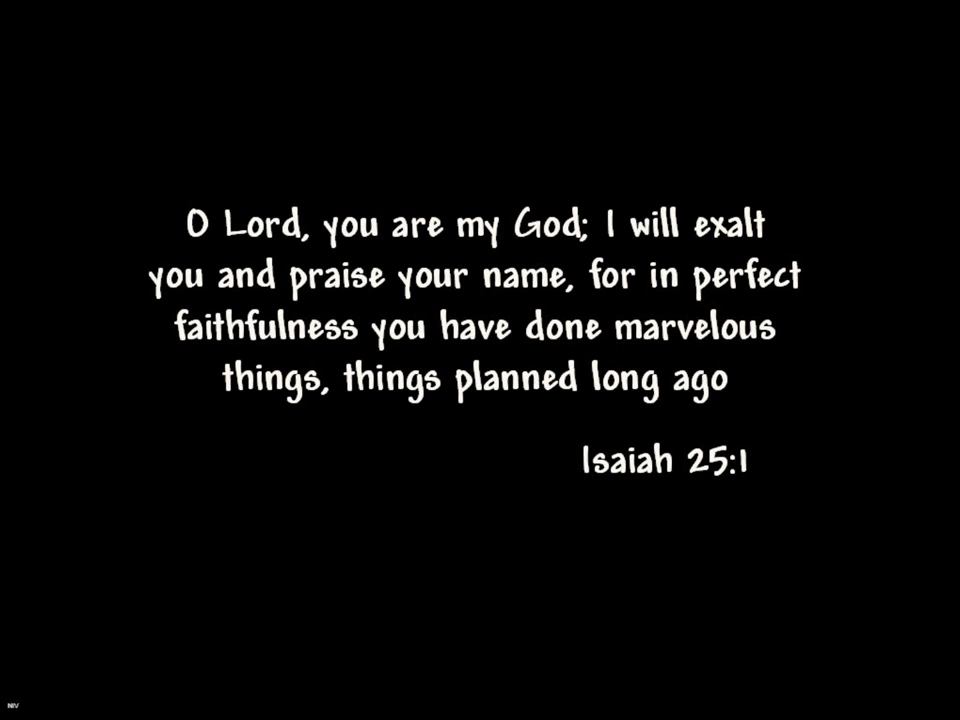 O Lord, you are my God; I will exalt
you and praise your name, for in perfect
faithfulness you have done marvelous
things, things planned long ago
Isaiah 25:1
NIV